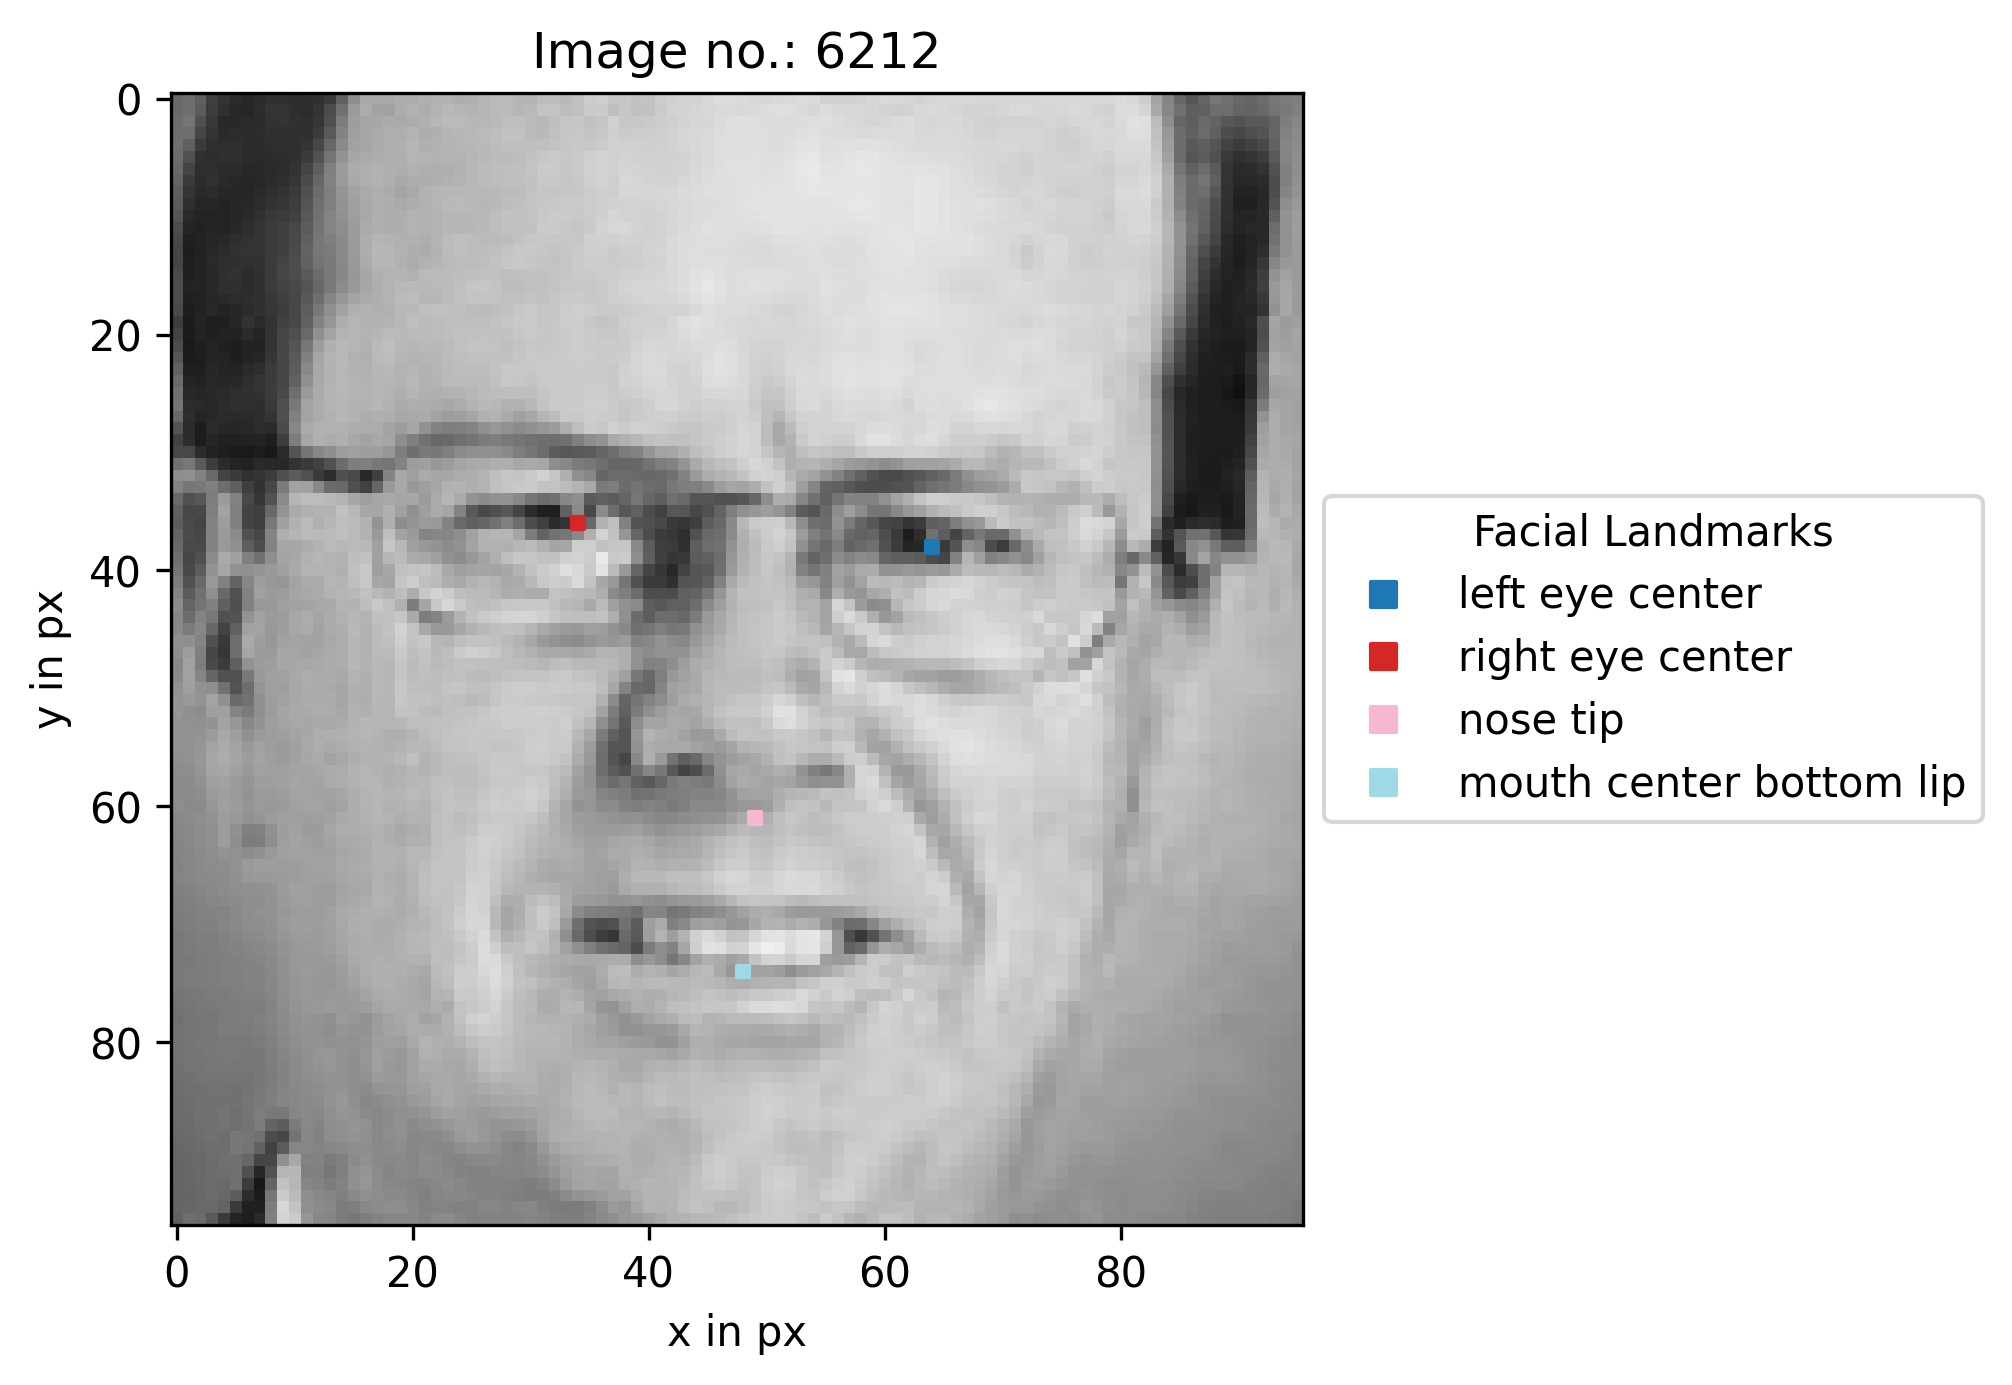 Image no.: 6212
0
20
40
60
80
y in px
0 20 40 60 80
x in px
Facial Landmarks
left eye center
right eye center
nose tip
mouth center bottom lip